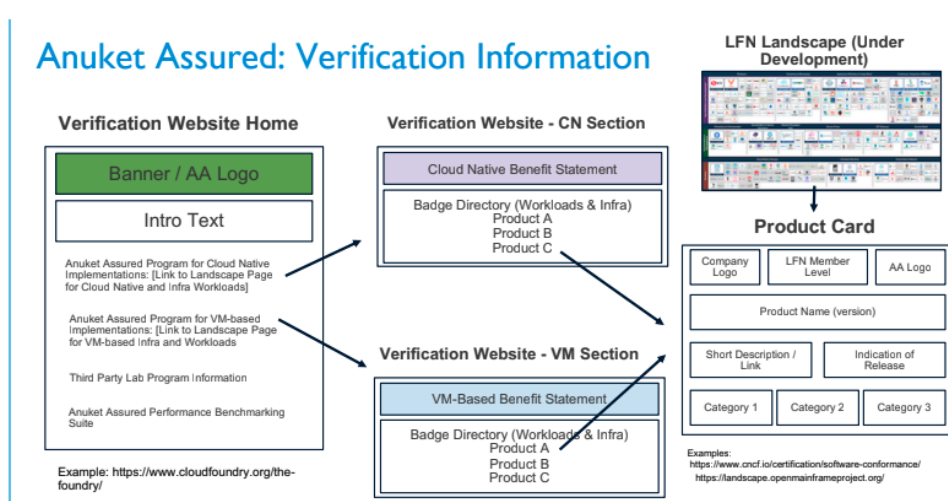 Anuket Assured: Verification Information
LFN Landscape (Under
Development)
Verification Website Home
Banner / AA Logo
Intro Text
Anuket Assured Program for Cloud Native
Implementations: [Link to Landscape Page
for Cloud Native and Infra Workloads]
Anuket Assured Program for VM-based
Implementations: [Link to Landscape Page
for VM-based Infra and Workloads
Third Party Lab Program Information
Anuket Assured Performance Benchmarking
Suite
Example: https://www.cloudfoundry.org/the-
foundry/
Verification Website - CN Section
Cloud Native Benefit Statement
Badge Directory (Workloads & Infra)
Product A
Product B
Product C
Verification Website - VM Section
VM-Based Benefit Statement
Badge Directory (Workloads & Infra)
Product A
Product B
Product C
Product Card
Company
Logo
LFN Member
Level
AA Logo
Product Name (version)
Short Description /
Link
Indication of
Release
Category 1
Category 2
Category 3
Examples:
https://www.cncf.io/certification/software-conformance/
https://landscape.openmainframeproject.org/